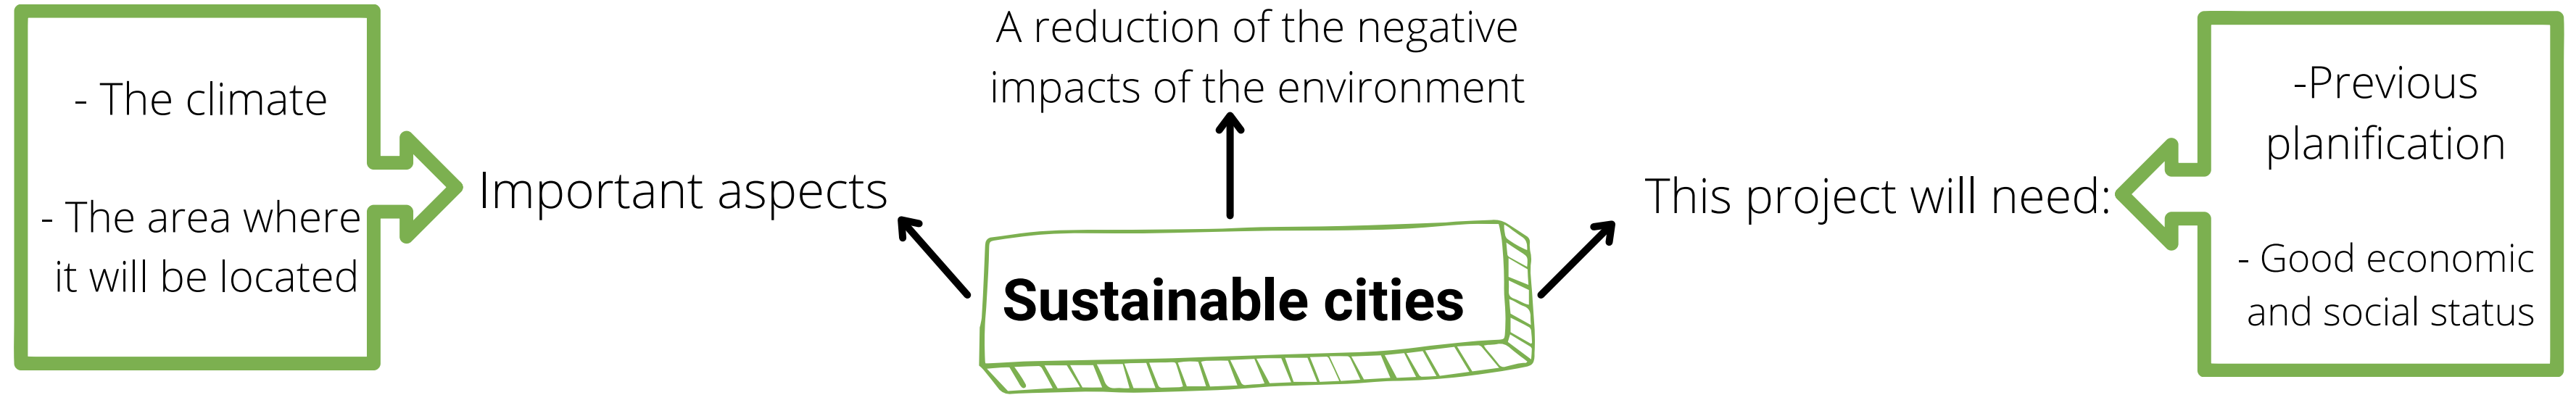 - The climate
- The area where
it will be located
Important aspects
A reduction of the negative
impacts of the environment
Sustainable cities
This project will need:
-Previous
planification
- Good economic
and social status